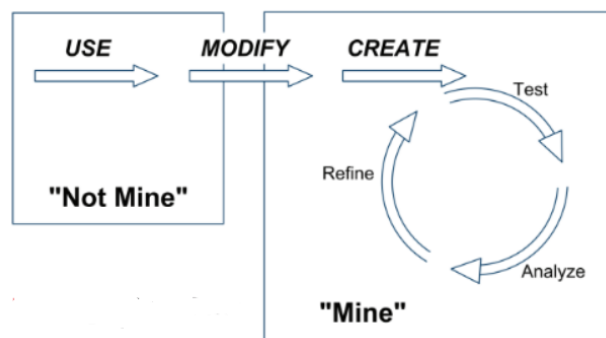 USE
MODIFY
CREATE
Test
Refine
"Not Mine"
Analyze
"Mine"